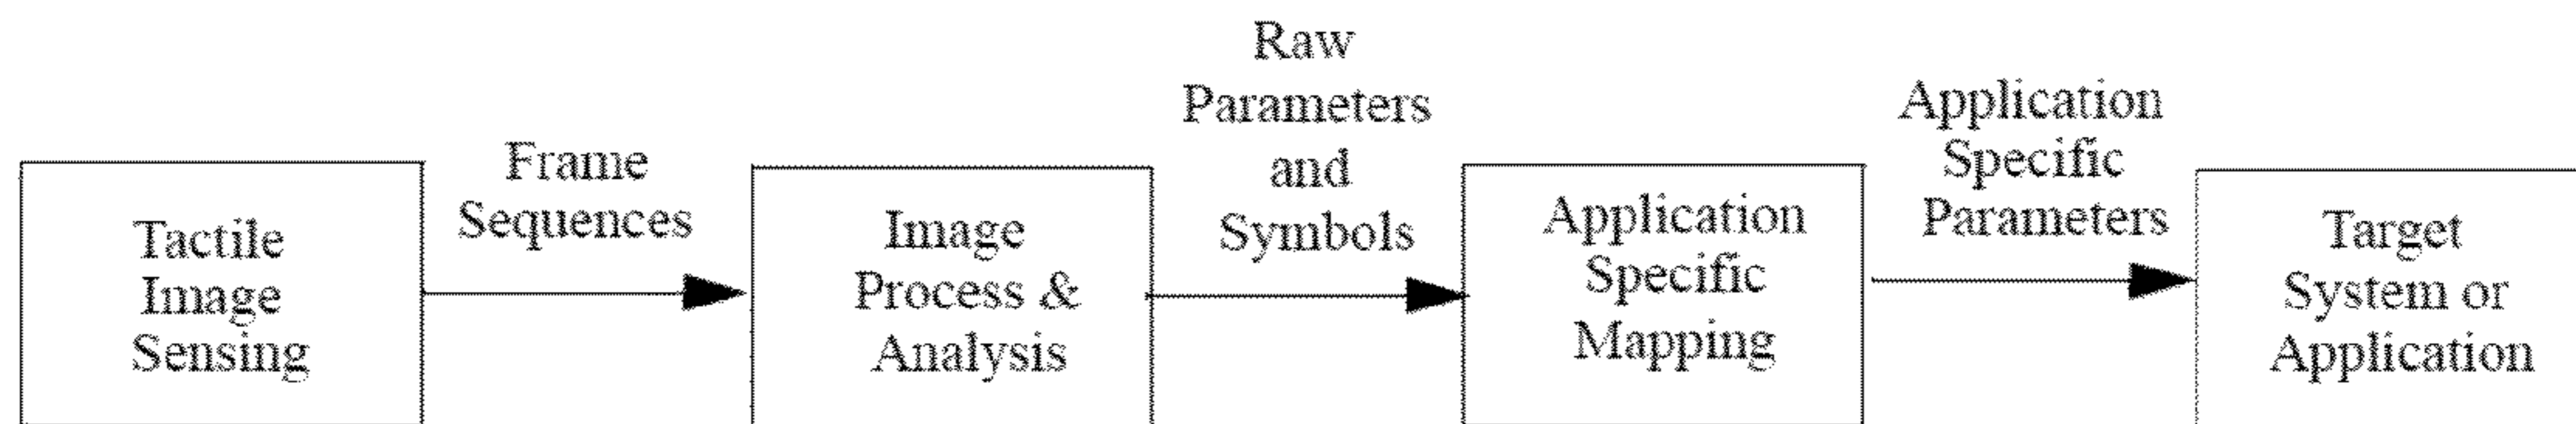 Tactile
Image
Sensing
Frame
Sequences
Image
Process &
Analysis
Raw
Parameters
and
Symbols
Application
Specific
Mapping
Application
Specific
Parameters
Target
System or
Application